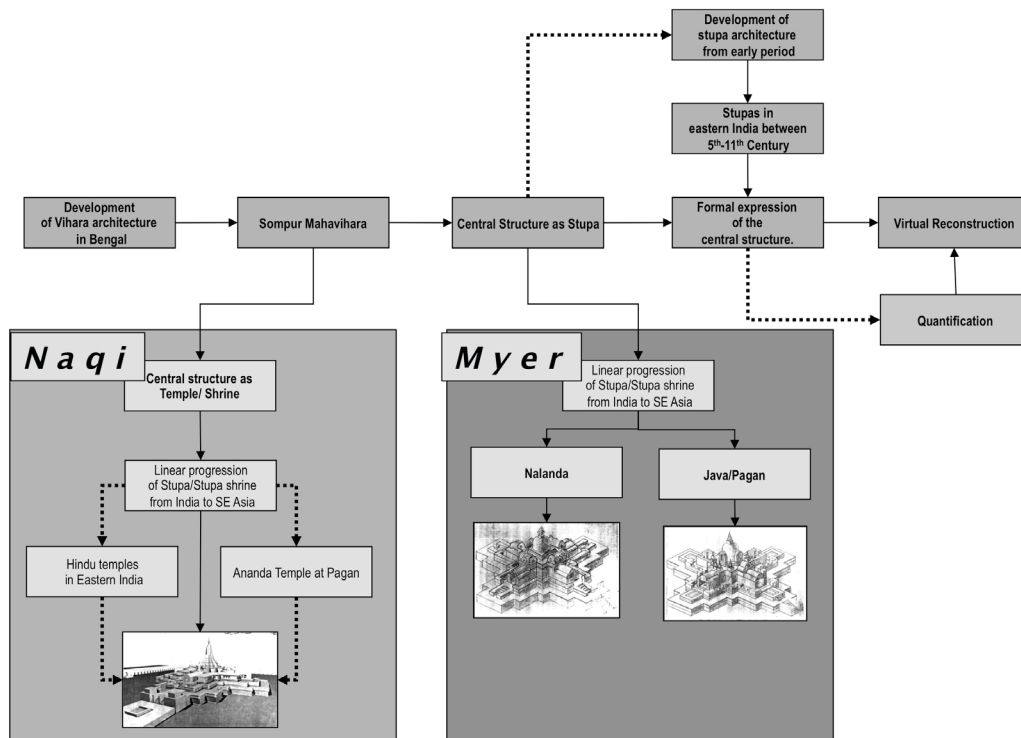 Development of
stupa architecture
from early period
Stupas in
eastern India between
5th-11th Century
Development
of Vihara architecture
in Bengal
Sompur Mahavihara
Central Structure as Stupa
Formal expression
of the
central structure.
Virtual Reconstruction
Quantification
Naqi
Central structure as
Temple/ Shrine
Linear progression
of Stupa/Stupa shrine
from India to SE Asia
Hindu temples
in Eastern India
Ananda Temple at Pagan
Myer
Linear progression
of Stupa/Stupa shrine
from India to SE Asia
Nalanda
Java/Pagan